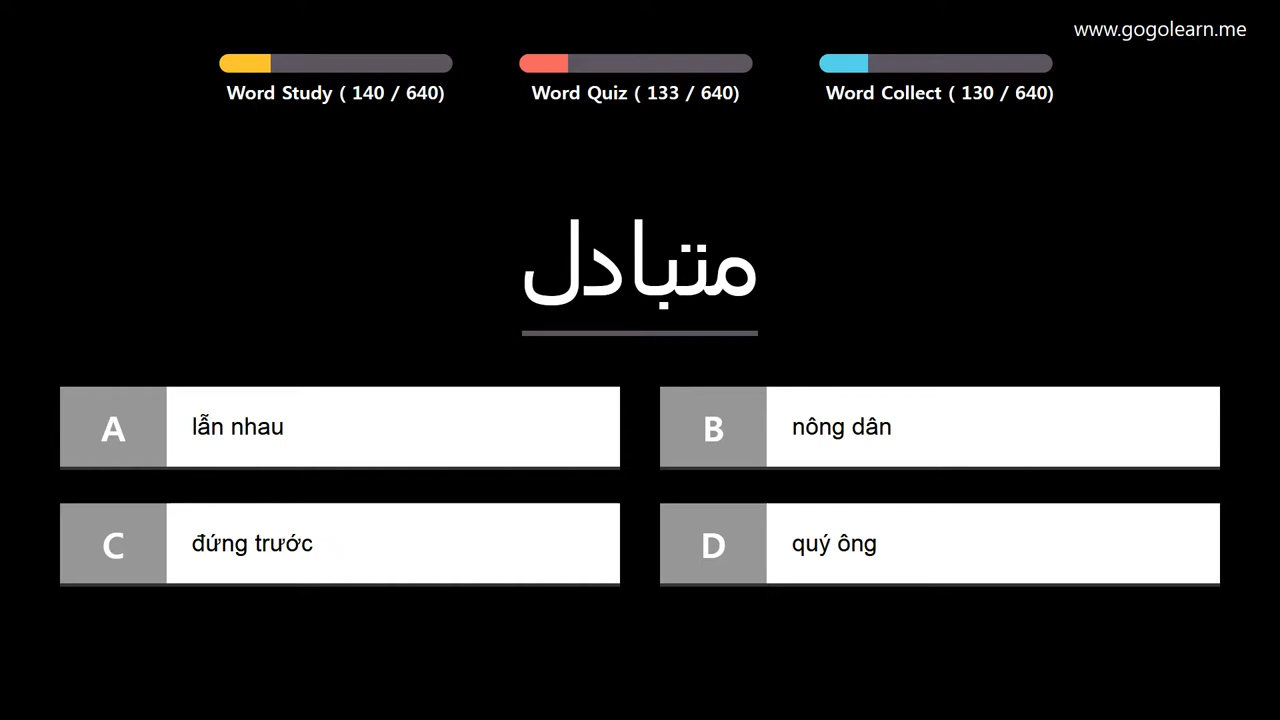 www.gogolearn.me
Word Study ( 140 / 640)
Word Quiz ( 133 / 640)
Word Collect ( 130 / 640)
متبادل
A
lẫn nhau
B
nông dân
C
đứng trước
D
quý ông